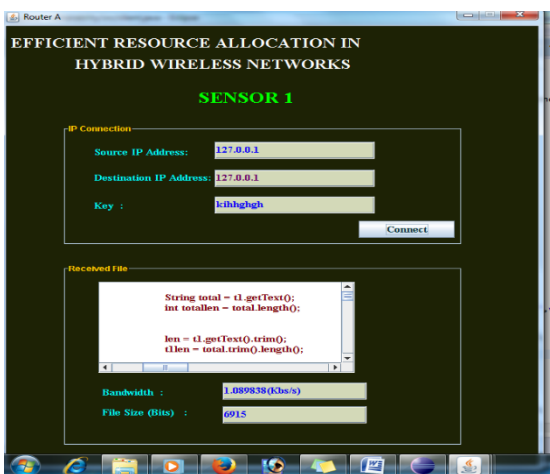 Router A
EFFICIENT RESOURCE ALLOCATION IN
HYBRID WIRELESS NETWORKS
SENSOR 1
IP Connection
Source IP Address: 127.0.0.1
Destination IP Address: 127.0.0.1
Key : kihhghgh
Connect
Received File
String total = t1.getText();
int totallen = total.length();
len = t1.getText().trim();
t1len = total.trim().length();
Bandwidth : 1.089838(Kbs/s)
File Size (Bits) : 6915